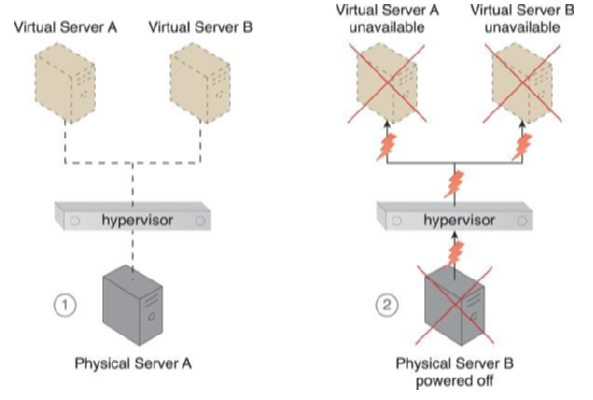 Virtual Server A
Virtual Server B
hypervisor
1
Physical Server A
Virtual Server A
unavailable
Virtual Server B
unavailable
hypervisor
2
Physical Server B
powered off